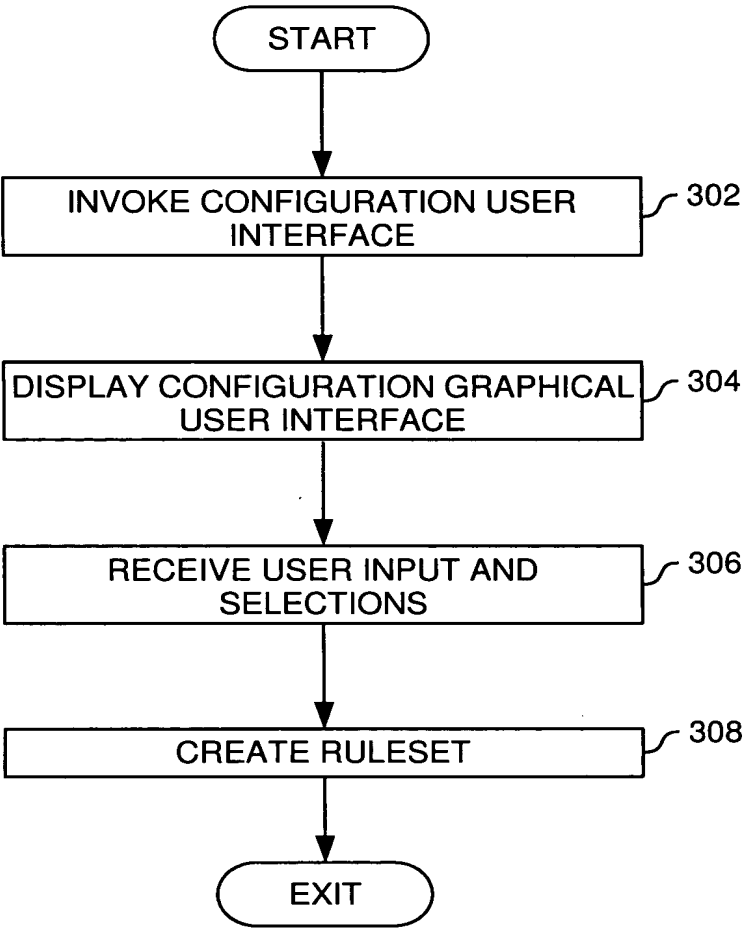 START
INVOKE CONFIGURATION USER
INTERFACE
302
DISPLAY CONFIGURATION GRAPHICAL
USER INTERFACE
304
RECEIVE USER INPUT AND
SELECTIONS
306
CREATE RULESET
308
EXIT